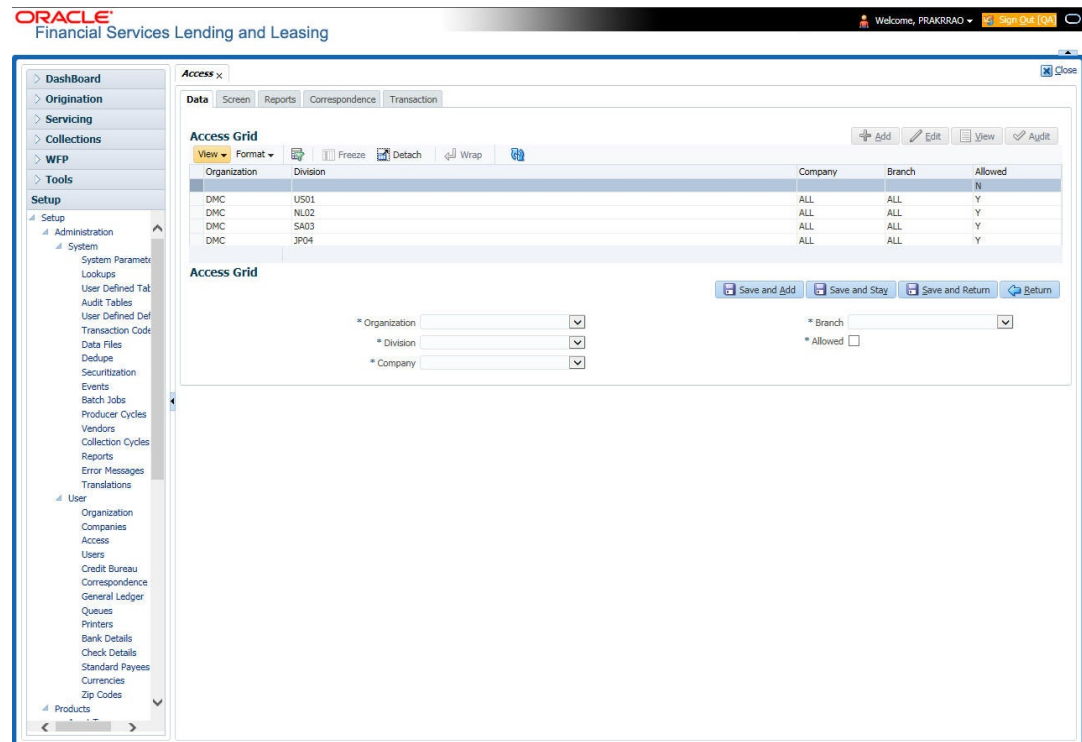 ORACLE
Financial Services Lending and Leasing
Welcome, PRAKRRAO
Sign Out [QA]
Close
DashBoard
Origination
Servicing
Collections
WFP
Tools
Setup
Setup
Administration
System
System Paramete
Lookups
User Defined Tab
Audit Tables
User Defined Def
Transaction Code
Data Files
Dedupe
Securitization
Events
Batch Jobs
Producer Cycles
Vendors
Collection Cycles
Reports
Error Messages
Translations
User
Organization
Companies
Access
Users
Credit Bureau
Correspondence
General Ledger
Queues
Printers
Bank Details
Check Details
Standard Payees
Currencies
Zip Codes
Products
Access x
Data Screen Reports Correspondence Transaction
Access Grid
Add Edit View Audit
View Format Freeze Detach Wrap
Organization Division Company Branch Allowed
N
DMC US01 ALL ALL Y
DMC NL02 ALL ALL Y
DMC SA03 ALL ALL Y
DMC JP04 ALL ALL Y
Access Grid
Save and Add Save and Stay Save and Return Return
* Organization
* Division
* Company
* Branch
* Allowed